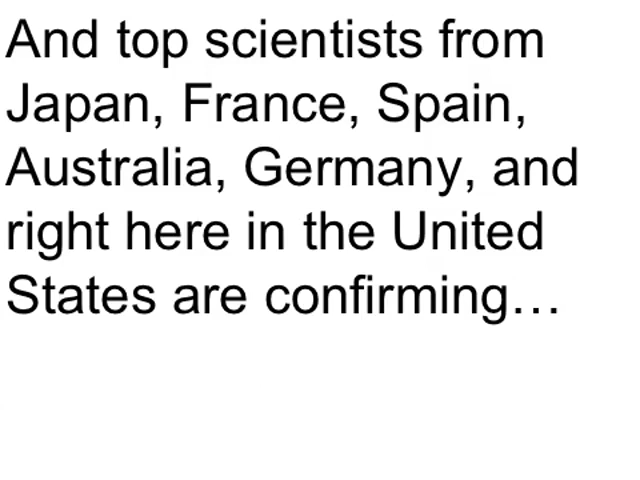 And top scientists from
Japan, France, Spain,
Australia, Germany, and
right here in the United
States are confirming…